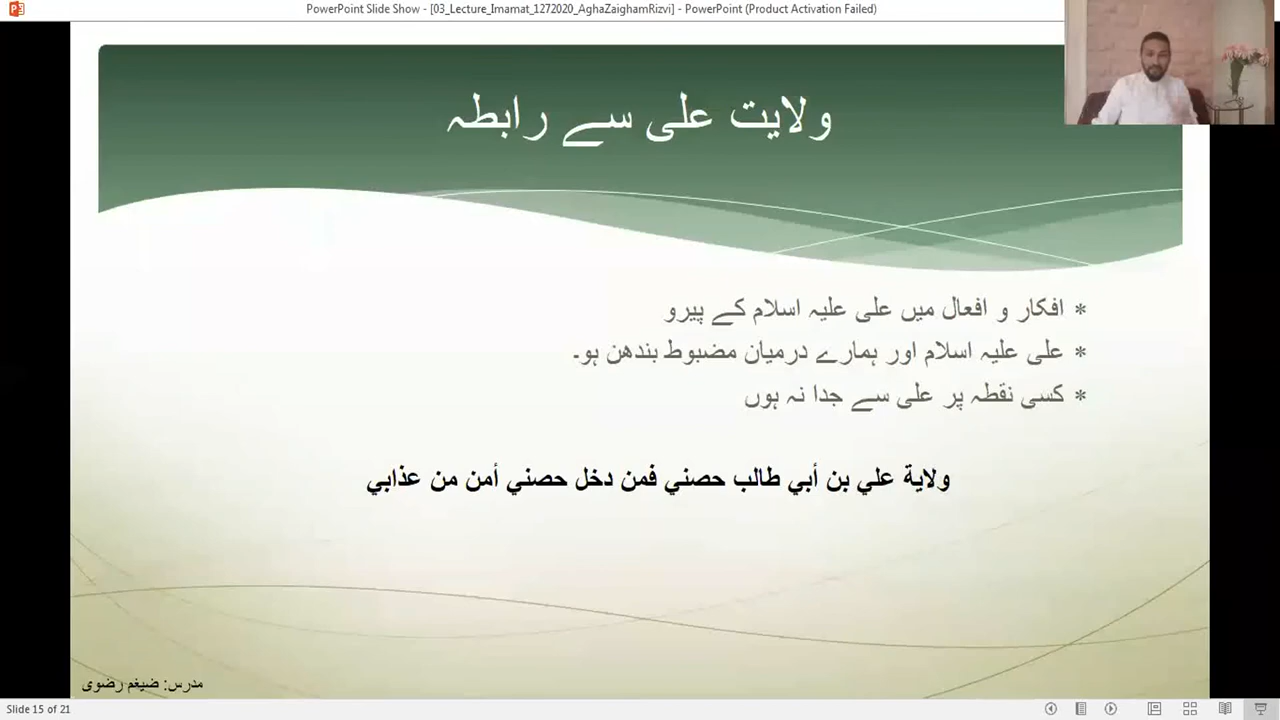 PowerPoint Slide Show - [03_Lecture_Imamat_1272020_AghaZaighamRizvi] - PowerPoint (Product Activation Failed)
ولایت علی سے رابطہ
* افکار و افعال میں علی علیہ اسلام کے پیرو
* علی علیہ اسلام اور ہمارے درمیان مضبوط بندھن ہو۔
* کسی نقطہ پر علی سے جدا نہ ہوں
ولاية علي بن أبي طالب حصني فمن دخل حصني أمن من عذابي
مدرس: ضیغم رضوی
Slide 15 of 21